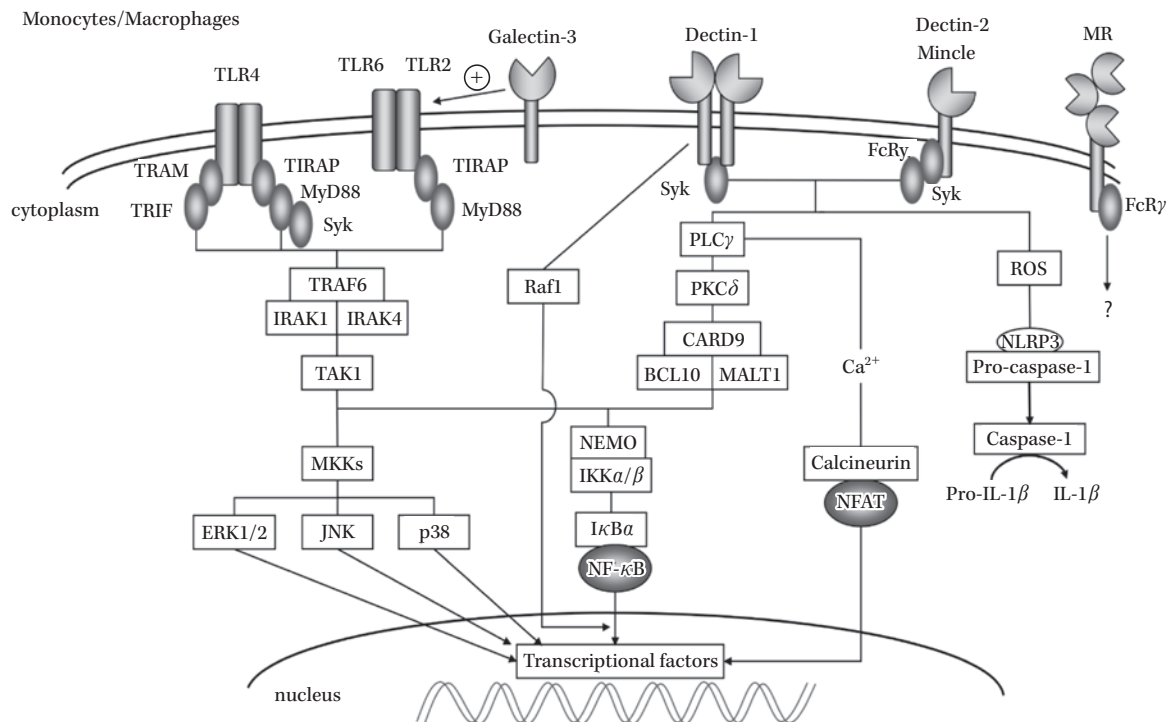 Monocytes/Macrophages
TLR4
TLR6
TLR2
+
Galectin-3
Dectin-1
Dectin-2
Mincle
MR
TRAM
TRIF
TIRAP
MyD88
Syk
TIRAP
MyD88
Syk
FcRy
Syk
FcRγ
cytoplasm
TRAF6
IRAK1
IRAK4
TAK1
Raf1
PLCγ
PKCδ
CARD9
BCL10
MALT1
Ca²⁺
ROS
?
NLRP3
Pro-caspase-1
Caspase-1
Pro-IL-1β
IL-1β
MKKs
NEMO
IKKα/β
Calcineurin
NFAT
ERK1/2
JNK
p38
IκBα
NF-κB
Transcriptional factors
nucleus